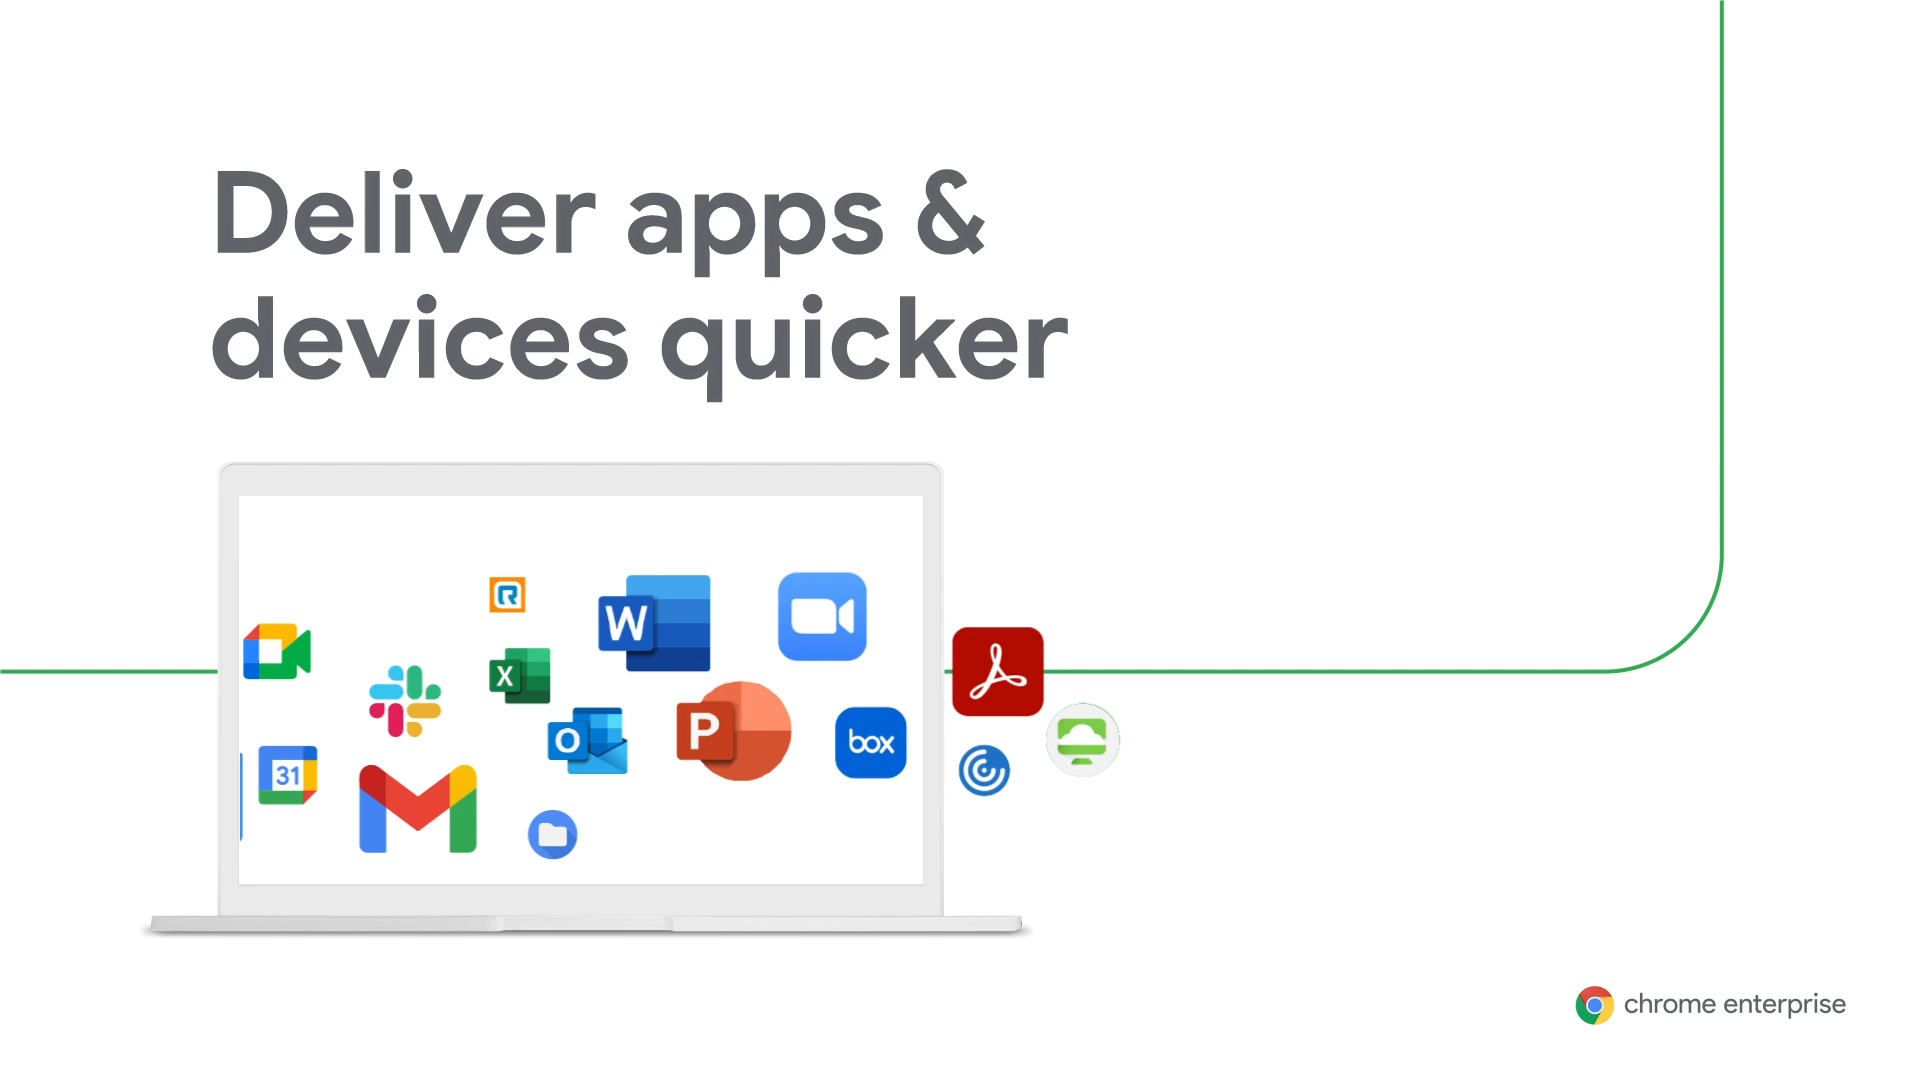 Deliver apps &
devices quicker
R
W
X
O
P
box
31
chrome enterprise